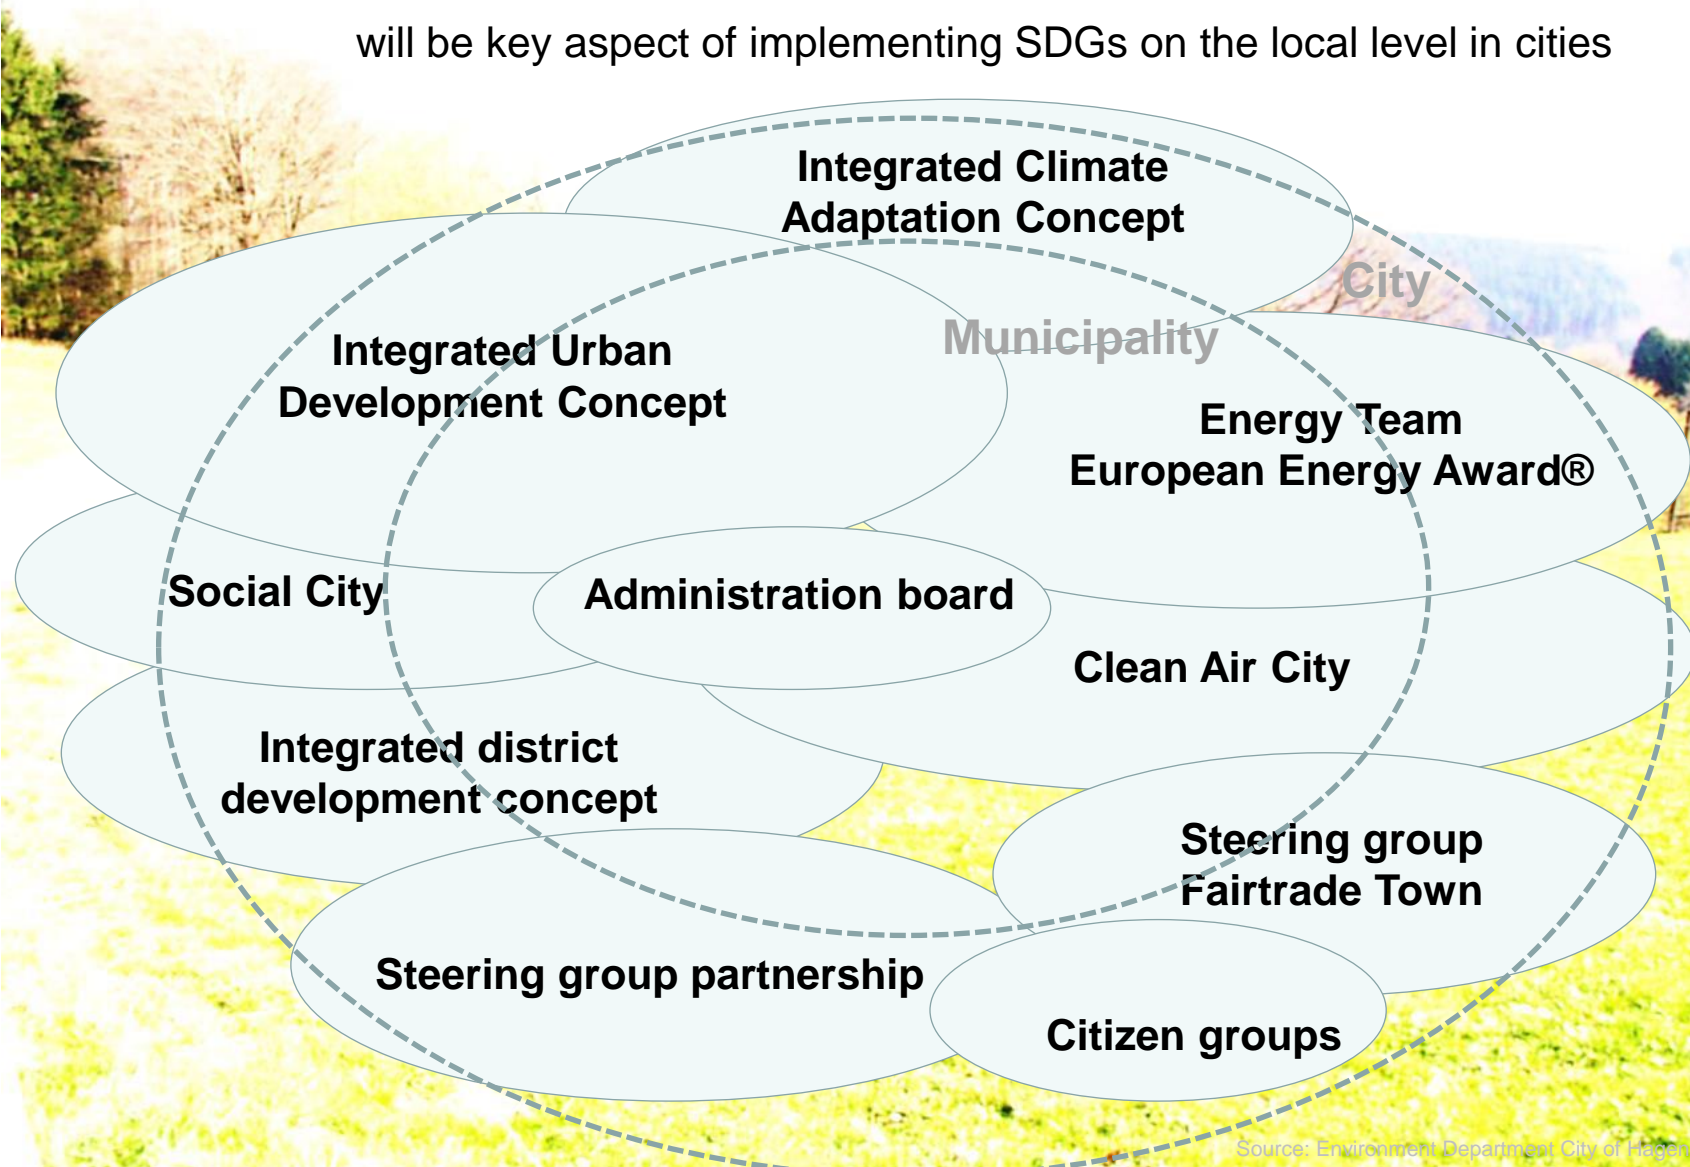 will be key aspect of implementing SDGs on the local level in cities
Integrated Climate
Adaptation Concept
City
Municipality
Integrated Urban
Development Concept
Energy Team
European Energy Award®
Social City
Administration board
Clean Air City
Integrated district
development concept
Steering group
Fairtrade Town
Steering group partnership
Citizen groups
Source: Environment Department City of Hagen